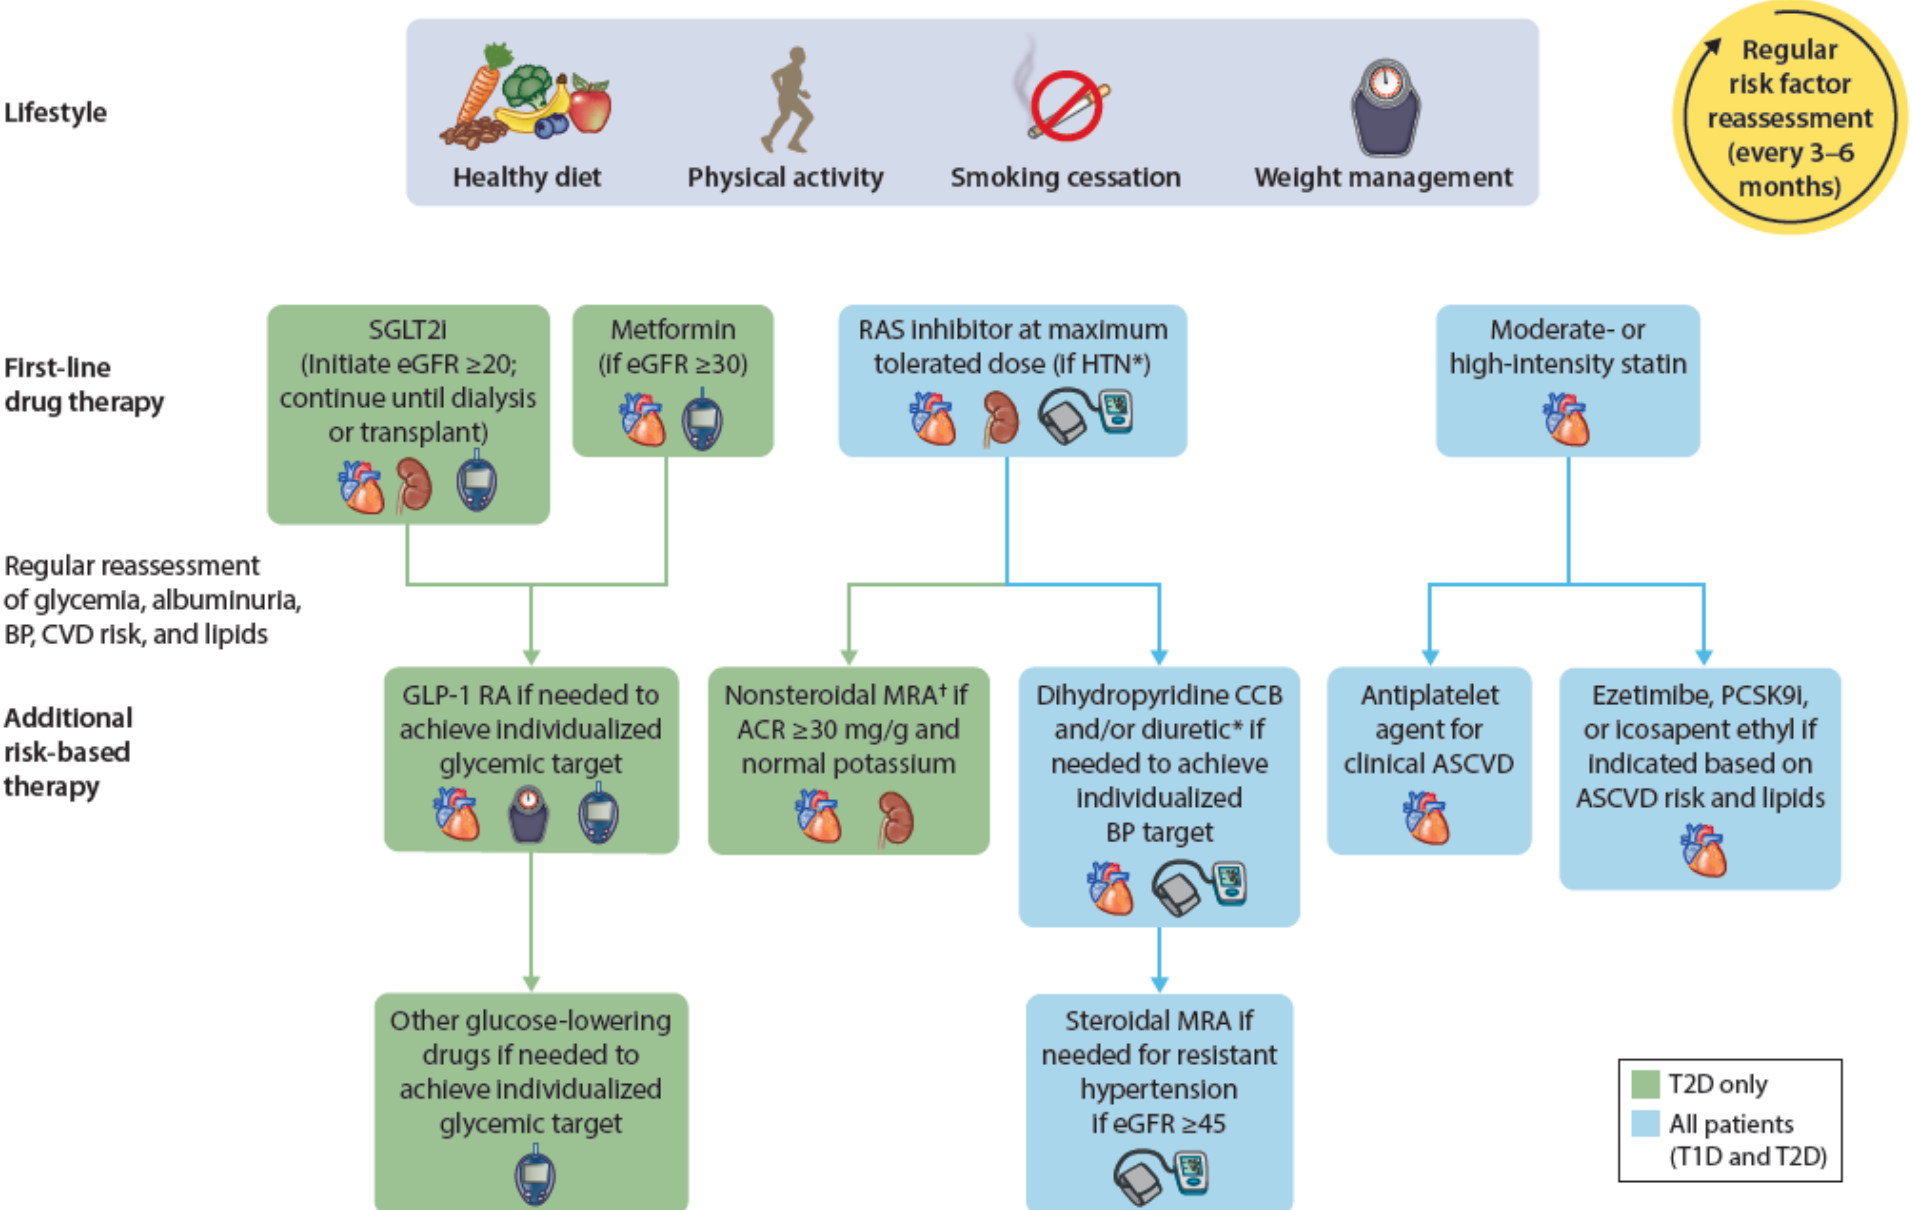 Lifestyle
Healthy diet
Physical activity
Smoking cessation
Weight management
Regular
risk factor
reassessment
(every 3–6
months)
First-line
drug therapy
SGLT2i
(Initiate eGFR ≥20;
continue until dialysis
or transplant)
Metformin
(if eGFR ≥30)
RAS inhibitor at maximum
tolerated dose (if HTN*)
Moderate- or
high-intensity statin
Regular reassessment
of glycemia, albuminuria,
BP, CVD risk, and lipids
Additional
risk-based
therapy
GLP-1 RA if needed to
achieve individualized
glycemic target
Nonsteroidal MRA† if
ACR ≥30 mg/g and
normal potassium
Dihydropyridine CCB
and/or diuretic* if
needed to achieve
individualized
BP target
Antiplatelet
agent for
clinical ASCVD
Ezetimibe, PCSK9i,
or icosapent ethyl if
indicated based on
ASCVD risk and lipids
Other glucose-lowering
drugs if needed to
achieve individualized
glycemic target
Steroidal MRA if
needed for resistant
hypertension
if eGFR ≥45
T2D only
All patients
(T1D and T2D)